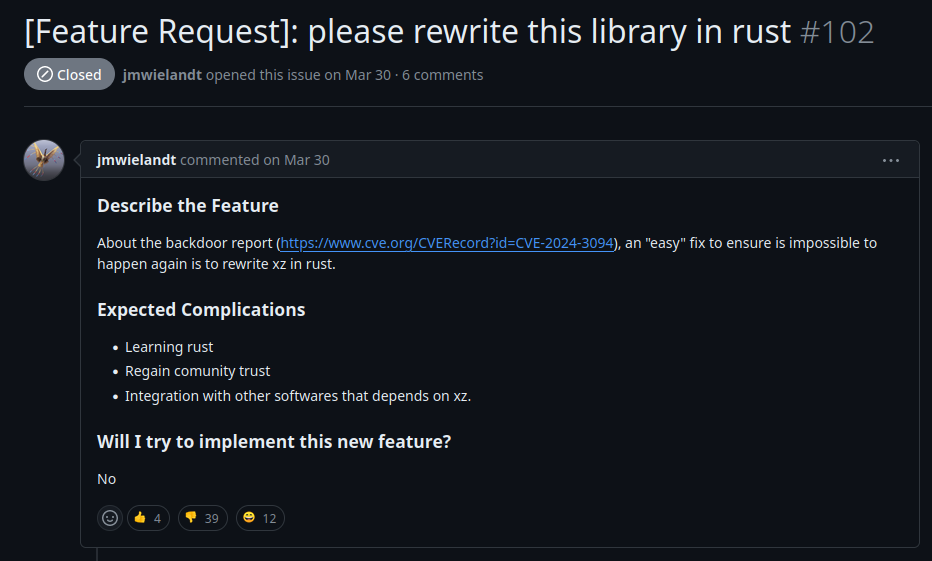 [Feature Request]: please rewrite this library in rust #102
Closed jmwielandt opened this issue on Mar 30 · 6 comments
jmwielandt commented on Mar 30
Describe the Feature
About the backdoor report (https://www.cve.org/CVERecord?id=CVE-2024-3094), an "easy" fix to ensure is impossible to
happen again is to rewrite xz in rust.
Expected Complications
• Learning rust
• Regain comunity trust
• Integration with other softwares that depends on xz.
Will I try to implement this new feature?
No
👍 4 👎 39 😄 12